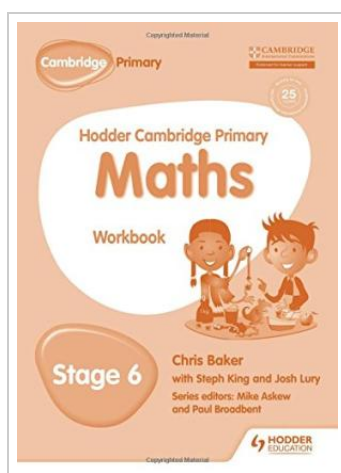 Copyrighted Material
CAMBRIDGE
Cambridge Primary
25
Hodder Cambridge Primary
Maths
Workbook
Stage 6
Chris Baker
with Steph King and Josh Lury
Series editors: Mike Askew
and Paul Broadbent
HODDER
EDUCATION
Copyrighted Material